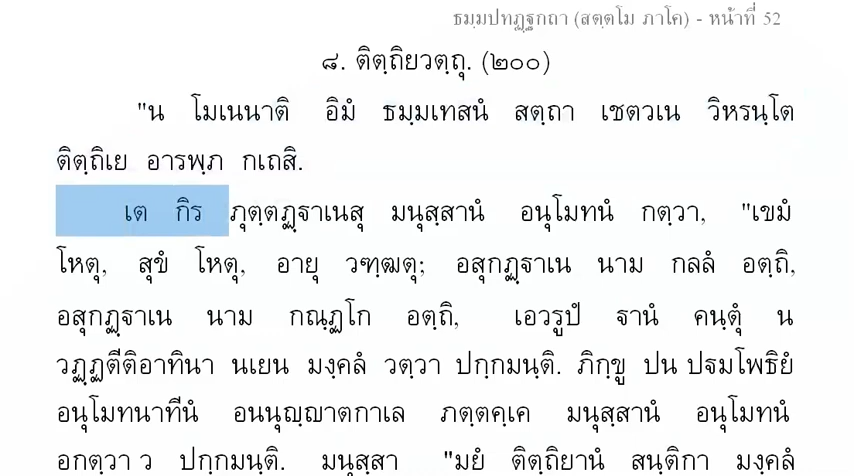 ธมฺมปทฏฺฐกถา (สตฺตโม ภาโค) - หน้าที่ 52
๘. ติตฺถิยวตฺถุ. (๒๐๐)
"น โมเนนาติ อิมํ ธมฺมเทสนํ สตฺถา เชตวเน วิหรนฺโต
ติตฺถิเย อารพฺภ กเถสิ.
เต กิร ภุตฺตฏฺฐาเนสุ มนุสฺสานํ อนุโมทนํ กตฺวา, "เขมํ
โหตุ, สุขํ โหตุ, อายุ วฑฺฒตุ; อสุกฏฺฐาเน นาม กลลํ อตฺถิ,
อสุกฏฺฐาเน นาม กณฺฏโก อตฺถิ, เอวรูปํ ฐานํ คนฺตุํ น
วฏฺฏตีติอาทินา นเยน มงฺคลํ วตฺวา ปกฺกมนฺติ. ภิกฺขู ปน ปฐมโพธิยํ
อนุโมทนาทีนํ อนนุญฺญาตกาเล ภตฺตคฺเค มนุสฺสานํ อนุโมทนํ
อกตฺวา ว ปกฺกมนฺติ. มนุสฺสา "มยํ ติตฺถิยานํ สนฺติกา มงฺคลํ